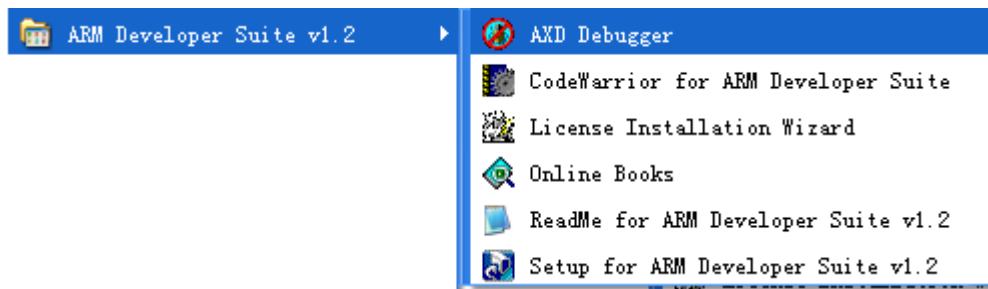 ARM Developer Suite v1.2
AXD Debugger
CodeWarrior for ARM Developer Suite
License Installation Wizard
Online Books
ReadMe for ARM Developer Suite v1.2
Setup for ARM Developer Suite v1.2